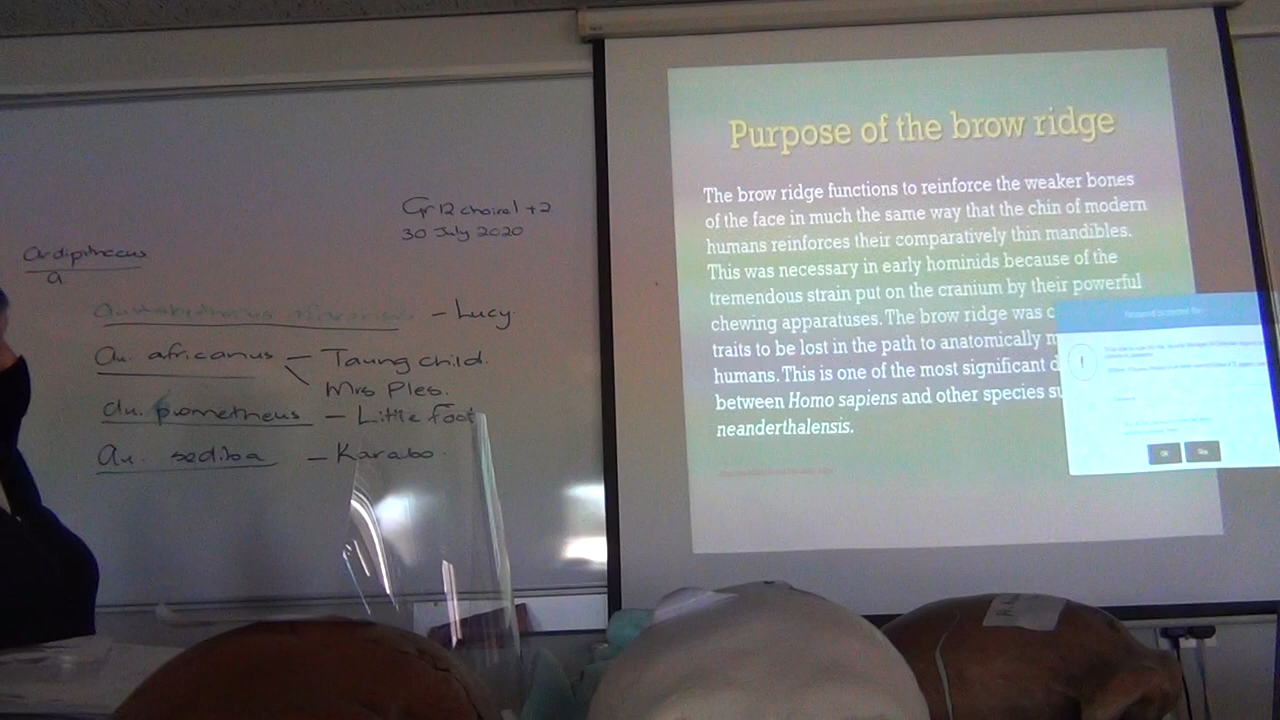 Gr 12 choirel + 2
30 July 2020
Ardipithecus
a
– Lucy
Au. africanus – Taung child.
Mrs Ples.
Au. prometheus – Little foot
Au. sediba – Karabo
Purpose of the brow ridge
The brow ridge functions to reinforce the weaker bones
of the face in much the same way that the chin of modern
humans reinforces their comparatively thin mandibles.
This was necessary in early hominids because of the
tremendous strain put on the cranium by their powerful
chewing apparatuses. The brow ridge was
traits to be lost in the path to anatomically
humans. This is one of the most significant
between Homo sapiens and other species
neanderthalensis.